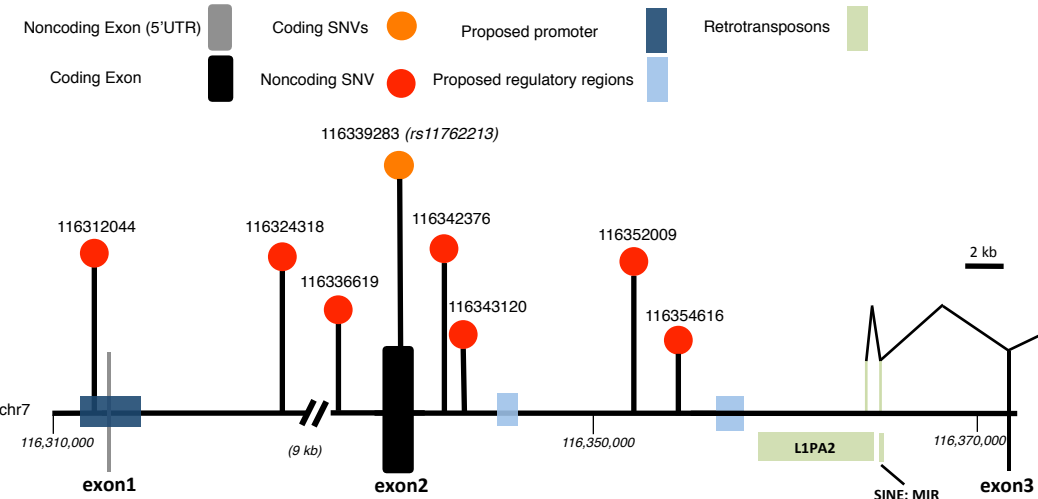 Noncoding Exon (5'UTR)
Coding SNVs
Proposed promoter
Retrotransposons
Coding Exon
Noncoding SNV
Proposed regulatory regions
116339283 (rs11762213)
116312044
116324318
116336619
116342376
116343120
116352009
116354616
2 kb
chr7
116,310,000
(9 kb)
116,350,000
116,370,000
L1PA2
exon1
exon2
exon3
SINE: MIR